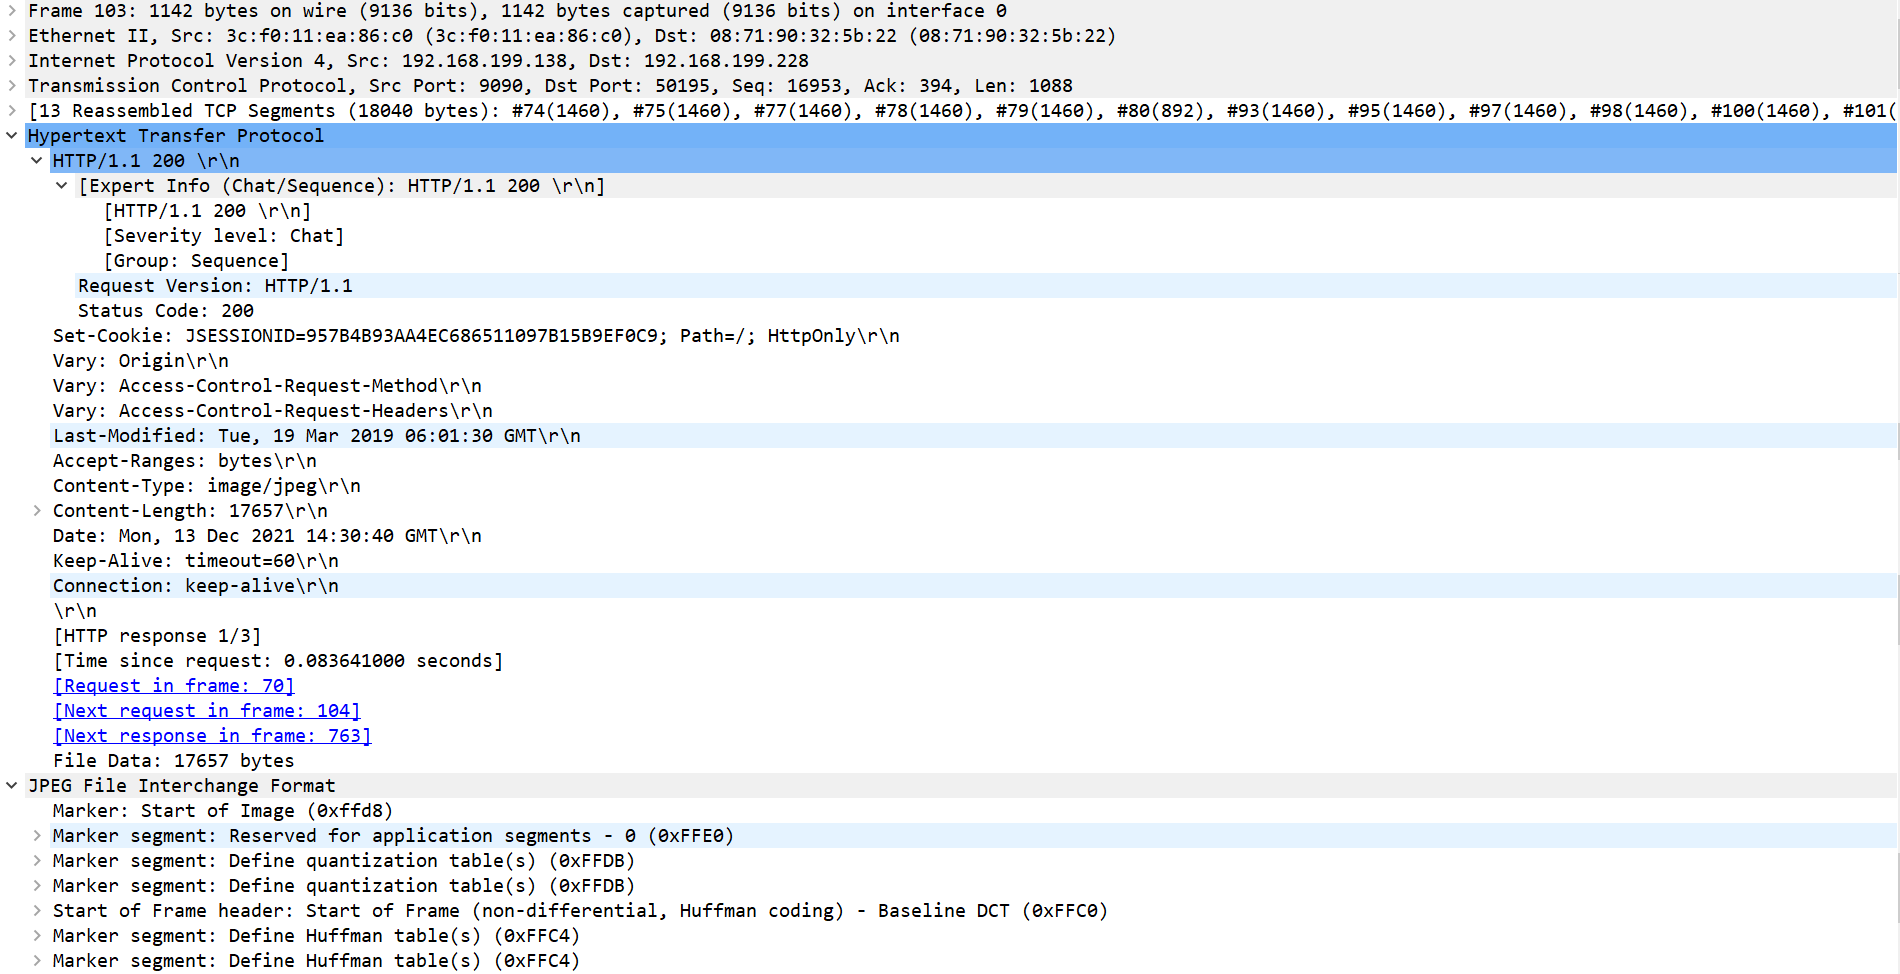 Frame 103: 1142 bytes on wire (9136 bits), 1142 bytes captured (9136 bits) on interface 0
Ethernet II, Src: 3c:f0:11:ea:86:c0 (3c:f0:11:ea:86:c0), Dst: 08:71:90:32:5b:22 (08:71:90:32:5b:22)
Internet Protocol Version 4, Src: 192.168.199.138, Dst: 192.168.199.228
Transmission Control Protocol, Src Port: 9090, Dst Port: 50195, Seq: 16953, Ack: 394, Len: 1088
[13 Reassembled TCP Segments (18040 bytes): #74(1460), #75(1460), #77(1460), #78(1460), #79(1460), #80(892), #93(1460), #95(1460), #97(1460), #98(1460), #100(1460), #101(
Hypertext Transfer Protocol
HTTP/1.1 200 \r\n
[Expert Info (Chat/Sequence): HTTP/1.1 200 \r\n]
[HTTP/1.1 200 \r\n]
[Severity level: Chat]
[Group: Sequence]
Request Version: HTTP/1.1
Status Code: 200
Set-Cookie: JSESSIONID=957B4B93AA4EC686511097B15B9EF0C9; Path=/; HttpOnly\r\n
Vary: Origin\r\n
Vary: Access-Control-Request-Method\r\n
Vary: Access-Control-Request-Headers\r\n
Last-Modified: Tue, 19 Mar 2019 06:01:30 GMT\r\n
Accept-Ranges: bytes\r\n
Content-Type: image/jpeg\r\n
Content-Length: 17657\r\n
Date: Mon, 13 Dec 2021 14:30:40 GMT\r\n
Keep-Alive: timeout=60\r\n
Connection: keep-alive\r\n
\r\n
[HTTP response 1/3]
[Time since request: 0.083641000 seconds]
[Request in frame: 70]
[Next request in frame: 104]
[Next response in frame: 763]
File Data: 17657 bytes
JPEG File Interchange Format
Marker: Start of Image (0xffd8)
Marker segment: Reserved for application segments - 0 (0xFFE0)
Marker segment: Define quantization table(s) (0xFFDB)
Marker segment: Define quantization table(s) (0xFFDB)
Start of Frame header: Start of Frame (non-differential, Huffman coding) - Baseline DCT (0xFFC0)
Marker segment: Define Huffman table(s) (0xFFC4)
Marker segment: Define Huffman table(s) (0xFFC4)